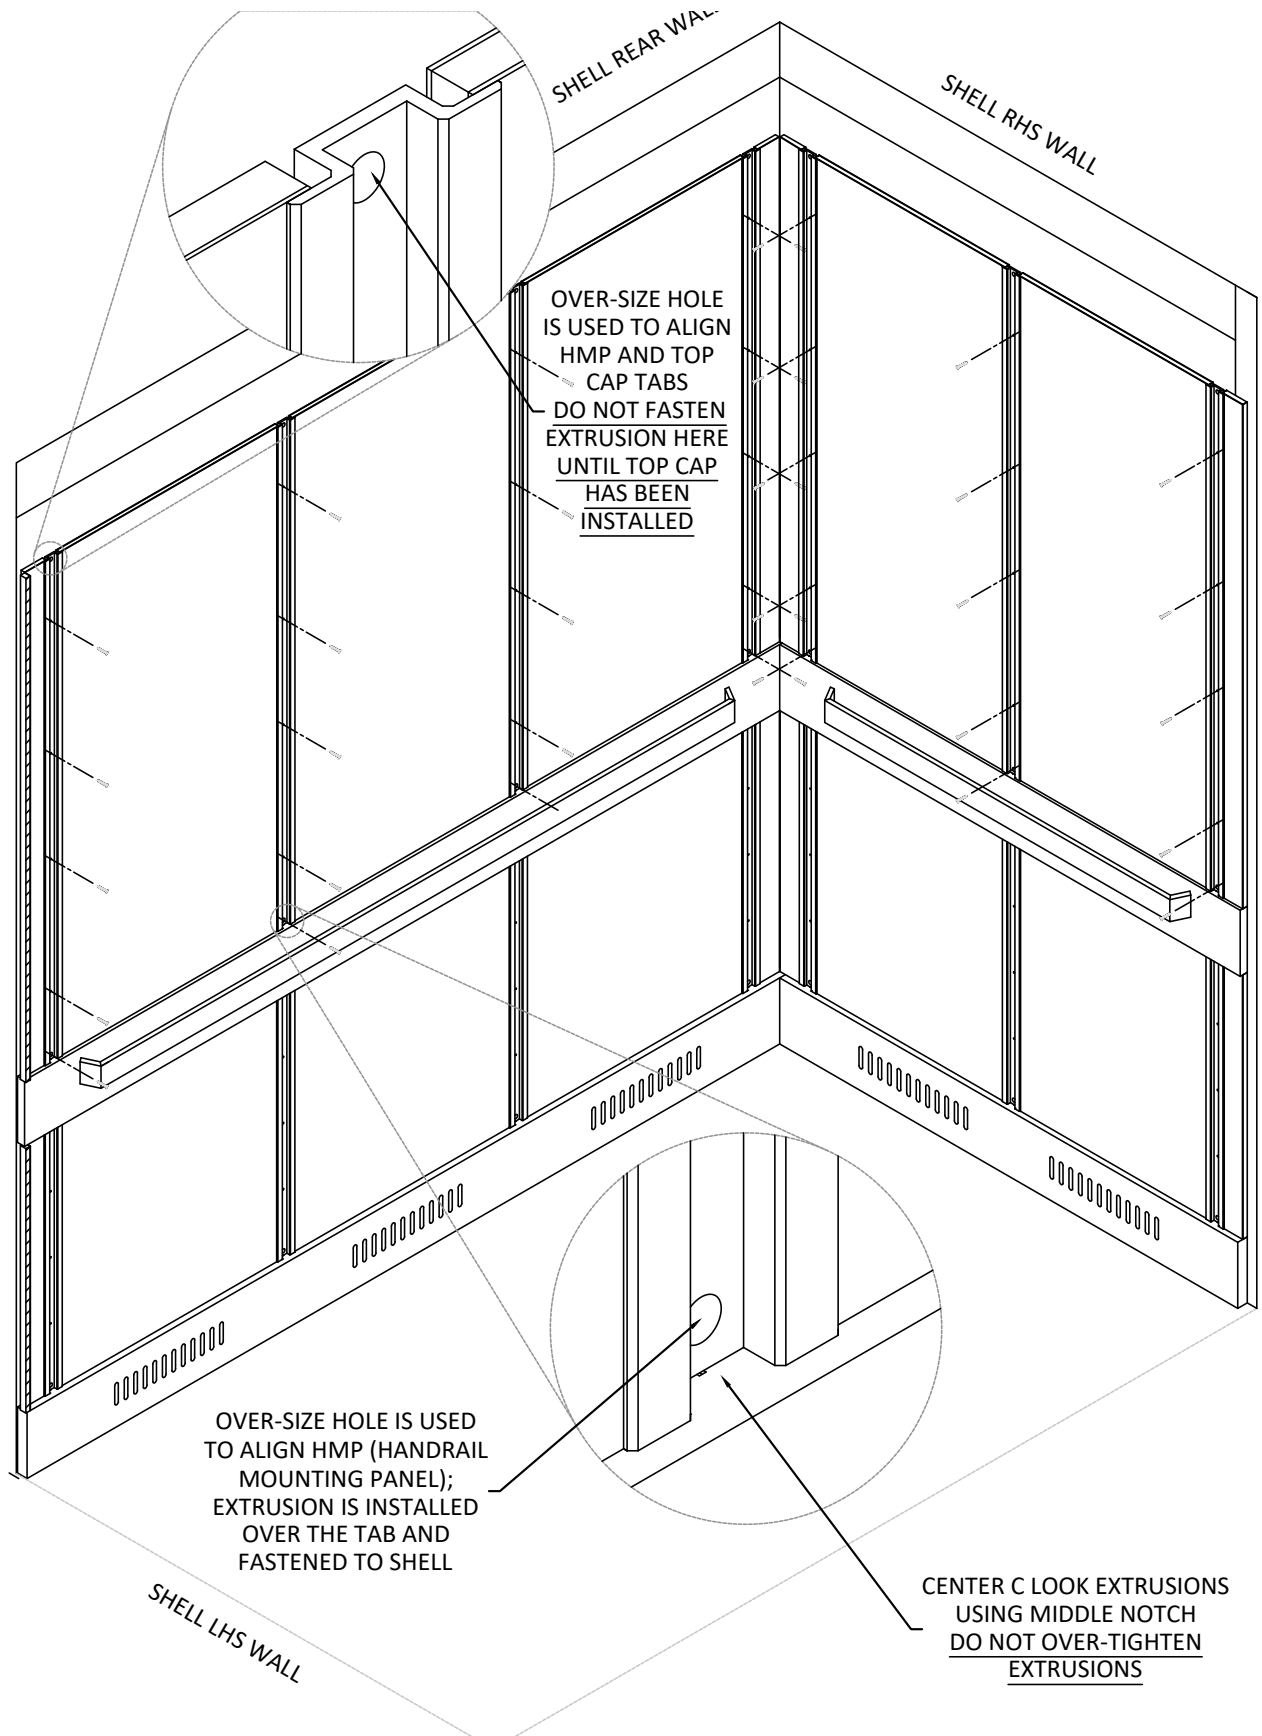 SHELL REAR WALL
SHELL RHS WALL
OVER-SIZE HOLE
IS USED TO ALIGN
HMP AND TOP
CAP TABS
DO NOT FASTEN
EXTRUSION HERE
UNTIL TOP CAP
HAS BEEN
INSTALLED
OVER-SIZE HOLE IS USED
TO ALIGN HMP (HANDRAIL
MOUNTING PANEL);
EXTRUSION IS INSTALLED
OVER THE TAB AND
FASTENED TO SHELL
SHELL LHS WALL
CENTER C LOOK EXTRUSIONS
USING MIDDLE NOTCH
DO NOT OVER-TIGHTEN
EXTRUSIONS